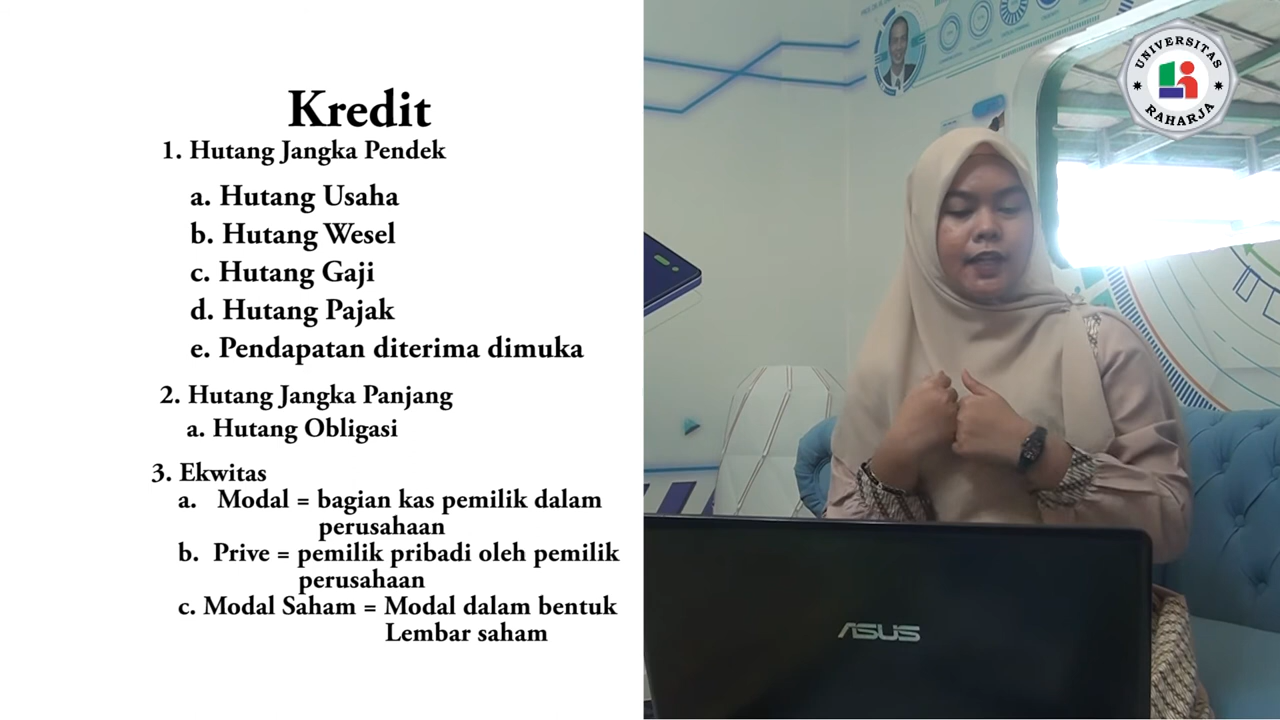 Kredit
1. Hutang Jangka Pendek
a. Hutang Usaha
b. Hutang Wesel
c. Hutang Gaji
d. Hutang Pajak
e. Pendapatan diterima dimuka
2. Hutang Jangka Panjang
a. Hutang Obligasi
3. Ekwitas
a. Modal = bagian kas pemilik dalam
perusahaan
b. Prive = pemilik pribadi oleh pemilik
perusahaan
c. Modal Saham = Modal dalam bentuk
Lembar saham
UNIVERSITAS
RAHARJA
ASUS